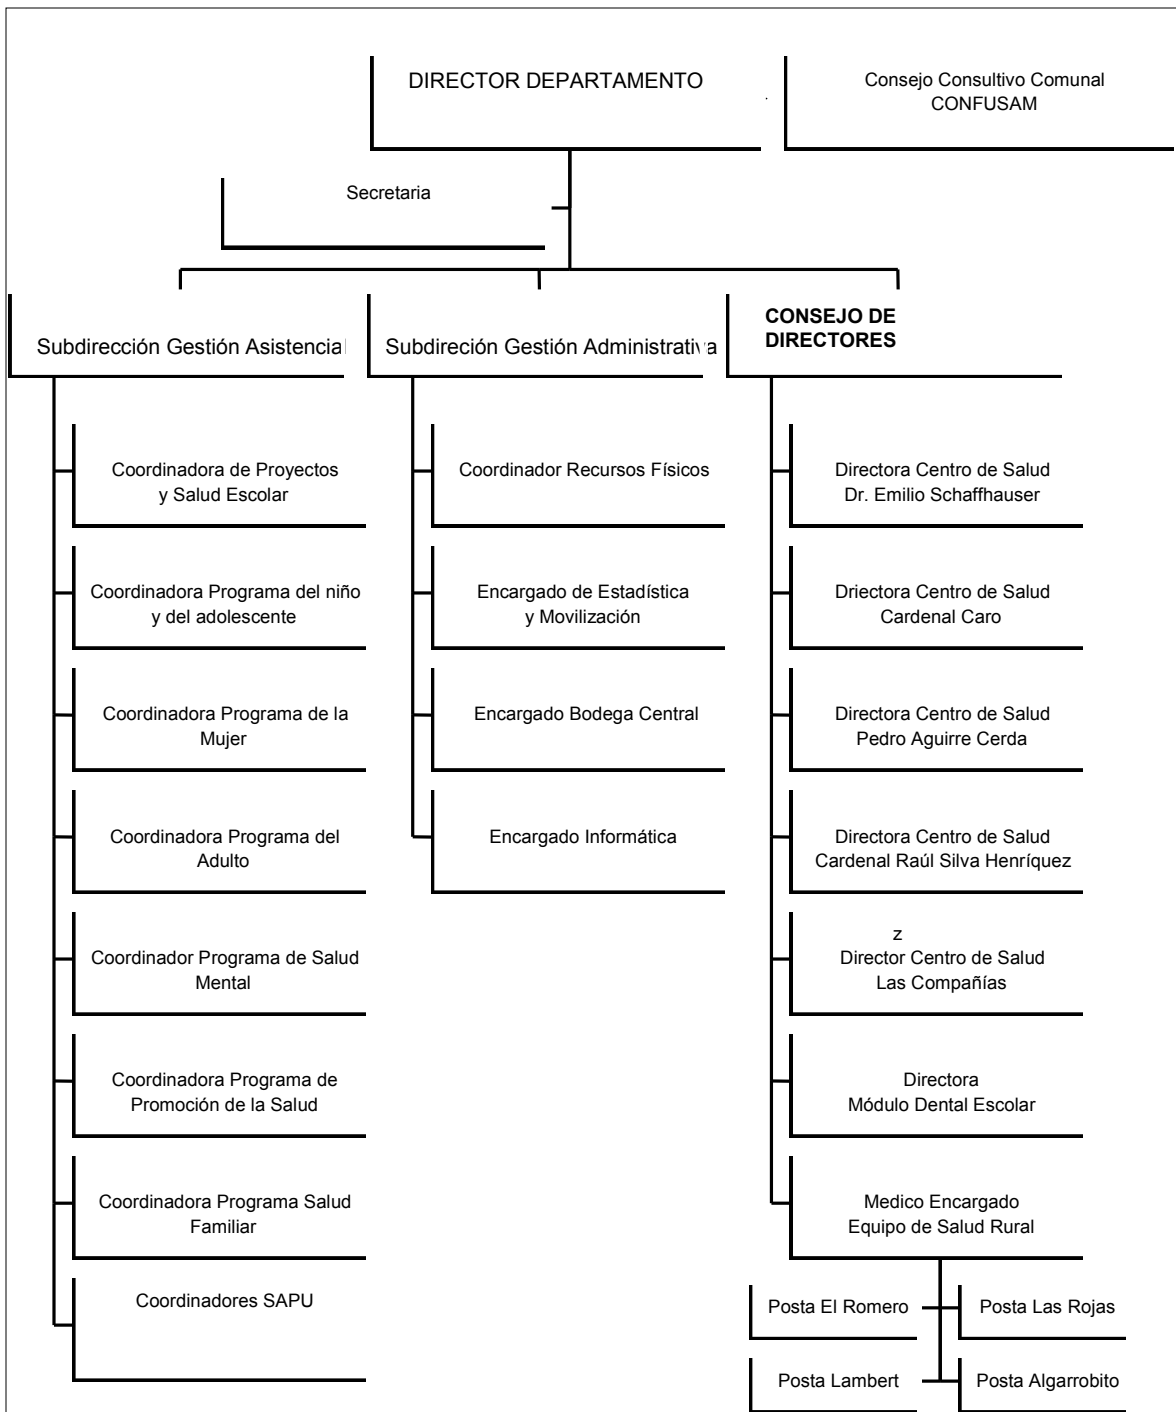 DIRECTOR DEPARTAMENTO
.
Consejo Consultivo Comunal
CONFUSAM
Secretaria
Subdirección Gestión Asistencial
Subdireción Gestión Administrativa
CONSEJO DE
DIRECTORES
Coordinadora de Proyectos
y Salud Escolar
Coordinadora Programa del niño
y del adolescente
Coordinadora Programa de la
Mujer
Coordinadora Programa del
Adulto
Coordinador Programa de Salud
Mental
Coordinadora Programa de
Promoción de la Salud
Coordinadora Programa Salud
Familiar
Coordinadores SAPU
Coordinador Recursos Físicos
Encargado de Estadística
y Movilización
Encargado Bodega Central
Encargado Informática
Directora Centro de Salud
Dr. Emilio Schaffhauser
Driectora Centro de Salud
Cardenal Caro
Directora Centro de Salud
Pedro Aguirre Cerda
Directora Centro de Salud
Cardenal Raúl Silva Henríquez
z
Director Centro de Salud
Las Compañías
Directora
Módulo Dental Escolar
Medico Encargado
Equipo de Salud Rural
Posta El Romero
Posta Las Rojas
Posta Lambert
Posta Algarrobito